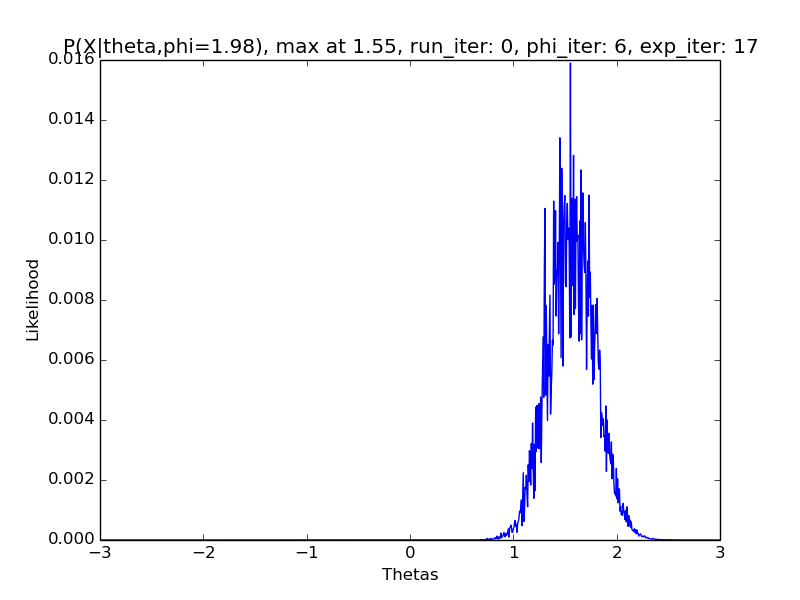 P(X|theta,phi=1.98), max at 1.55, run_iter: 0, phi_iter: 6, exp_iter: 17
0.016
0.014
0.012
0.010
0.008
0.006
0.004
0.002
0.000
Likelihood
−3 −2 −1 0 1 2 3
Thetas